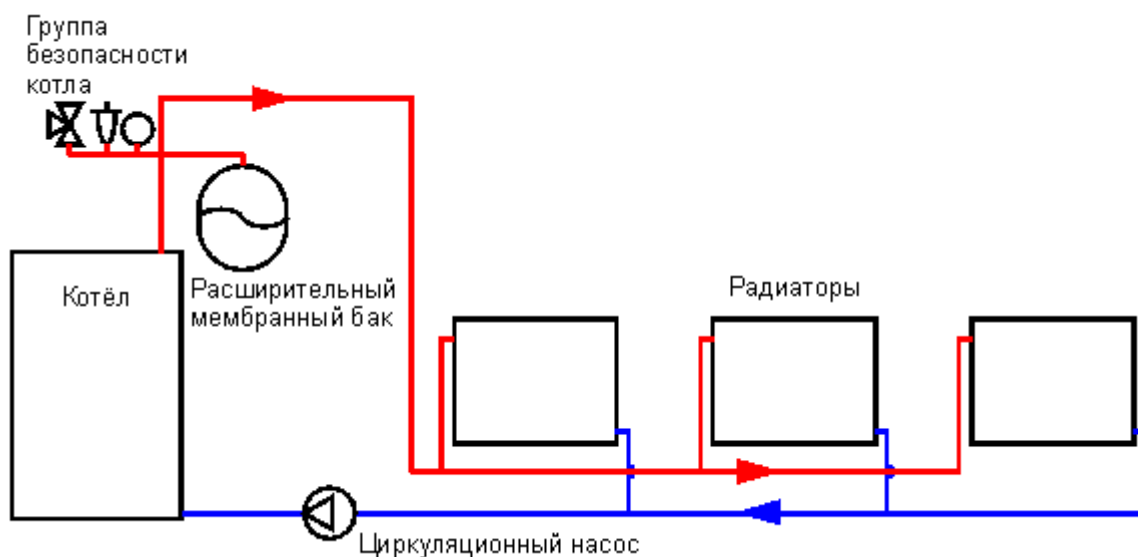 Группа
безопасности
котла
Котёл
Расширительный
мембранный бак
Радиаторы
Циркуляционный насос